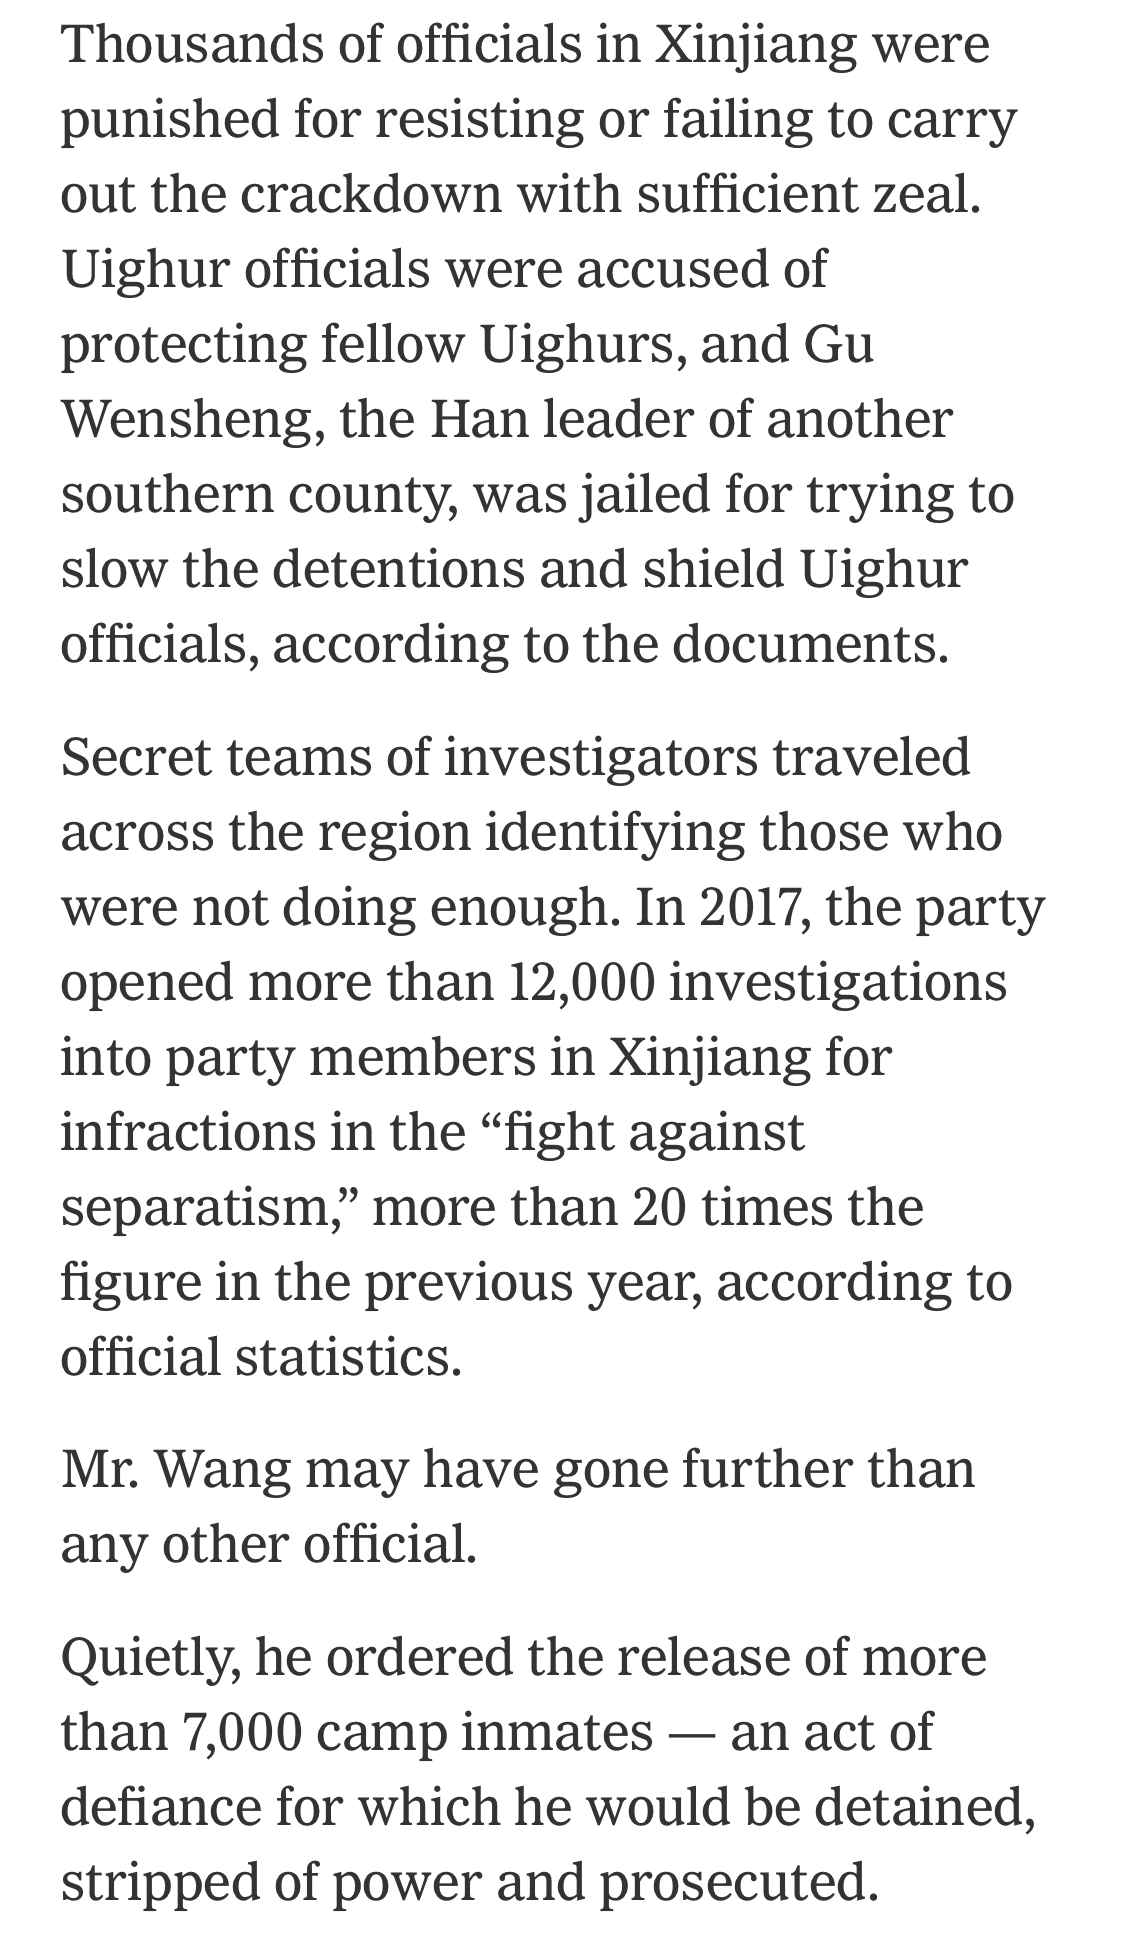 Thousands of officials in Xinjiang were
punished for resisting or failing to carry
out the crackdown with sufficient zeal.
Uighur officials were accused of
protecting fellow Uighurs, and Gu
Wensheng, the Han leader of another
southern county, was jailed for trying to
slow the detentions and shield Uighur
officials, according to the documents.
Secret teams of investigators traveled
across the region identifying those who
were not doing enough. In 2017, the party
opened more than 12,000 investigations
into party members in Xinjiang for
infractions in the “fight against
separatism,” more than 20 times the
figure in the previous year, according to
official statistics.
Mr. Wang may have gone further than
any other official.
Quietly, he ordered the release of more
than 7,000 camp inmates — an act of
defiance for which he would be detained,
stripped of power and prosecuted.